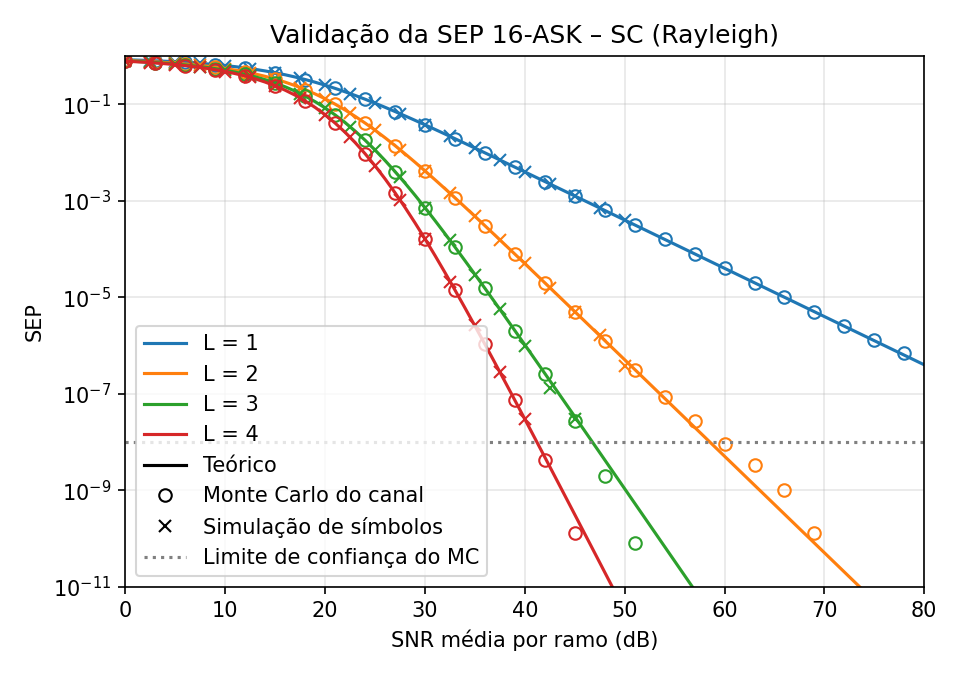 Validação da SEP 16-ASK – SC (Rayleigh)
SEP
10⁻¹
10⁻³
10⁻⁵
10⁻⁷
10⁻⁹
10⁻¹¹
L = 1
L = 2
L = 3
L = 4
Teórico
Monte Carlo do canal
Simulação de símbolos
Limite de confiança do MC
0 10 20 30 40 50 60 70 80
SNR média por ramo (dB)